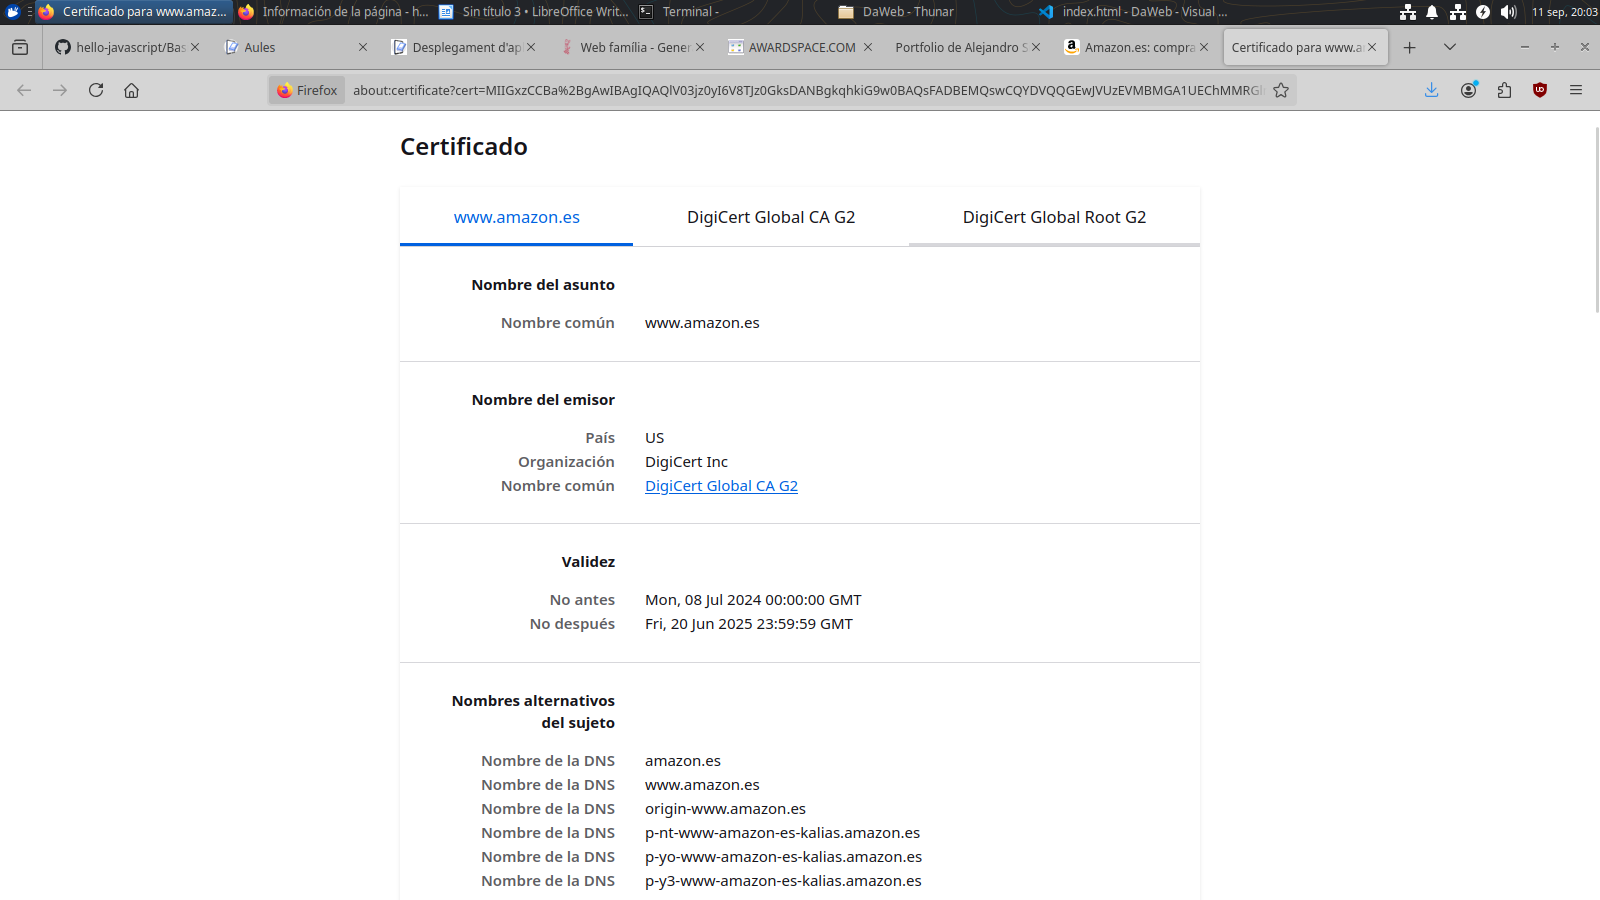 Certificado para www.amaz...
Información de la página - h...
Sin título 3 • LibreOffice Writ...
Terminal -
DaWeb - Thunar
index.html - DaWeb - Visual ...
11 sep, 20:03
hello-javascript/Bas
Aules
Desplegament d'ap
Web família - Gener
AWARDSPACE.COM
Portfolio de Alejandro S
Amazon.es: compra
Certificado para www.a
Firefox
about:certificate?cert=MIIGxzCCBa%2BgAwIBAgIQAQlV03jz0yI6V8TJz0GksDANBgkqhkiG9w0BAQsFADBEMQswCQYDVQQGEwJVUzEVMBMGA1UEChMMRGl
Certificado
www.amazon.es
DigiCert Global CA G2
DigiCert Global Root G2
Nombre del asunto
Nombre común www.amazon.es
Nombre del emisor
País US
Organización DigiCert Inc
Nombre común DigiCert Global CA G2
Validez
No antes Mon, 08 Jul 2024 00:00:00 GMT
No después Fri, 20 Jun 2025 23:59:59 GMT
Nombres alternativos
del sujeto
Nombre de la DNS amazon.es
Nombre de la DNS www.amazon.es
Nombre de la DNS origin-www.amazon.es
Nombre de la DNS p-nt-www-amazon-es-kalias.amazon.es
Nombre de la DNS p-yo-www-amazon-es-kalias.amazon.es
Nombre de la DNS p-y3-www-amazon-es-kalias.amazon.es